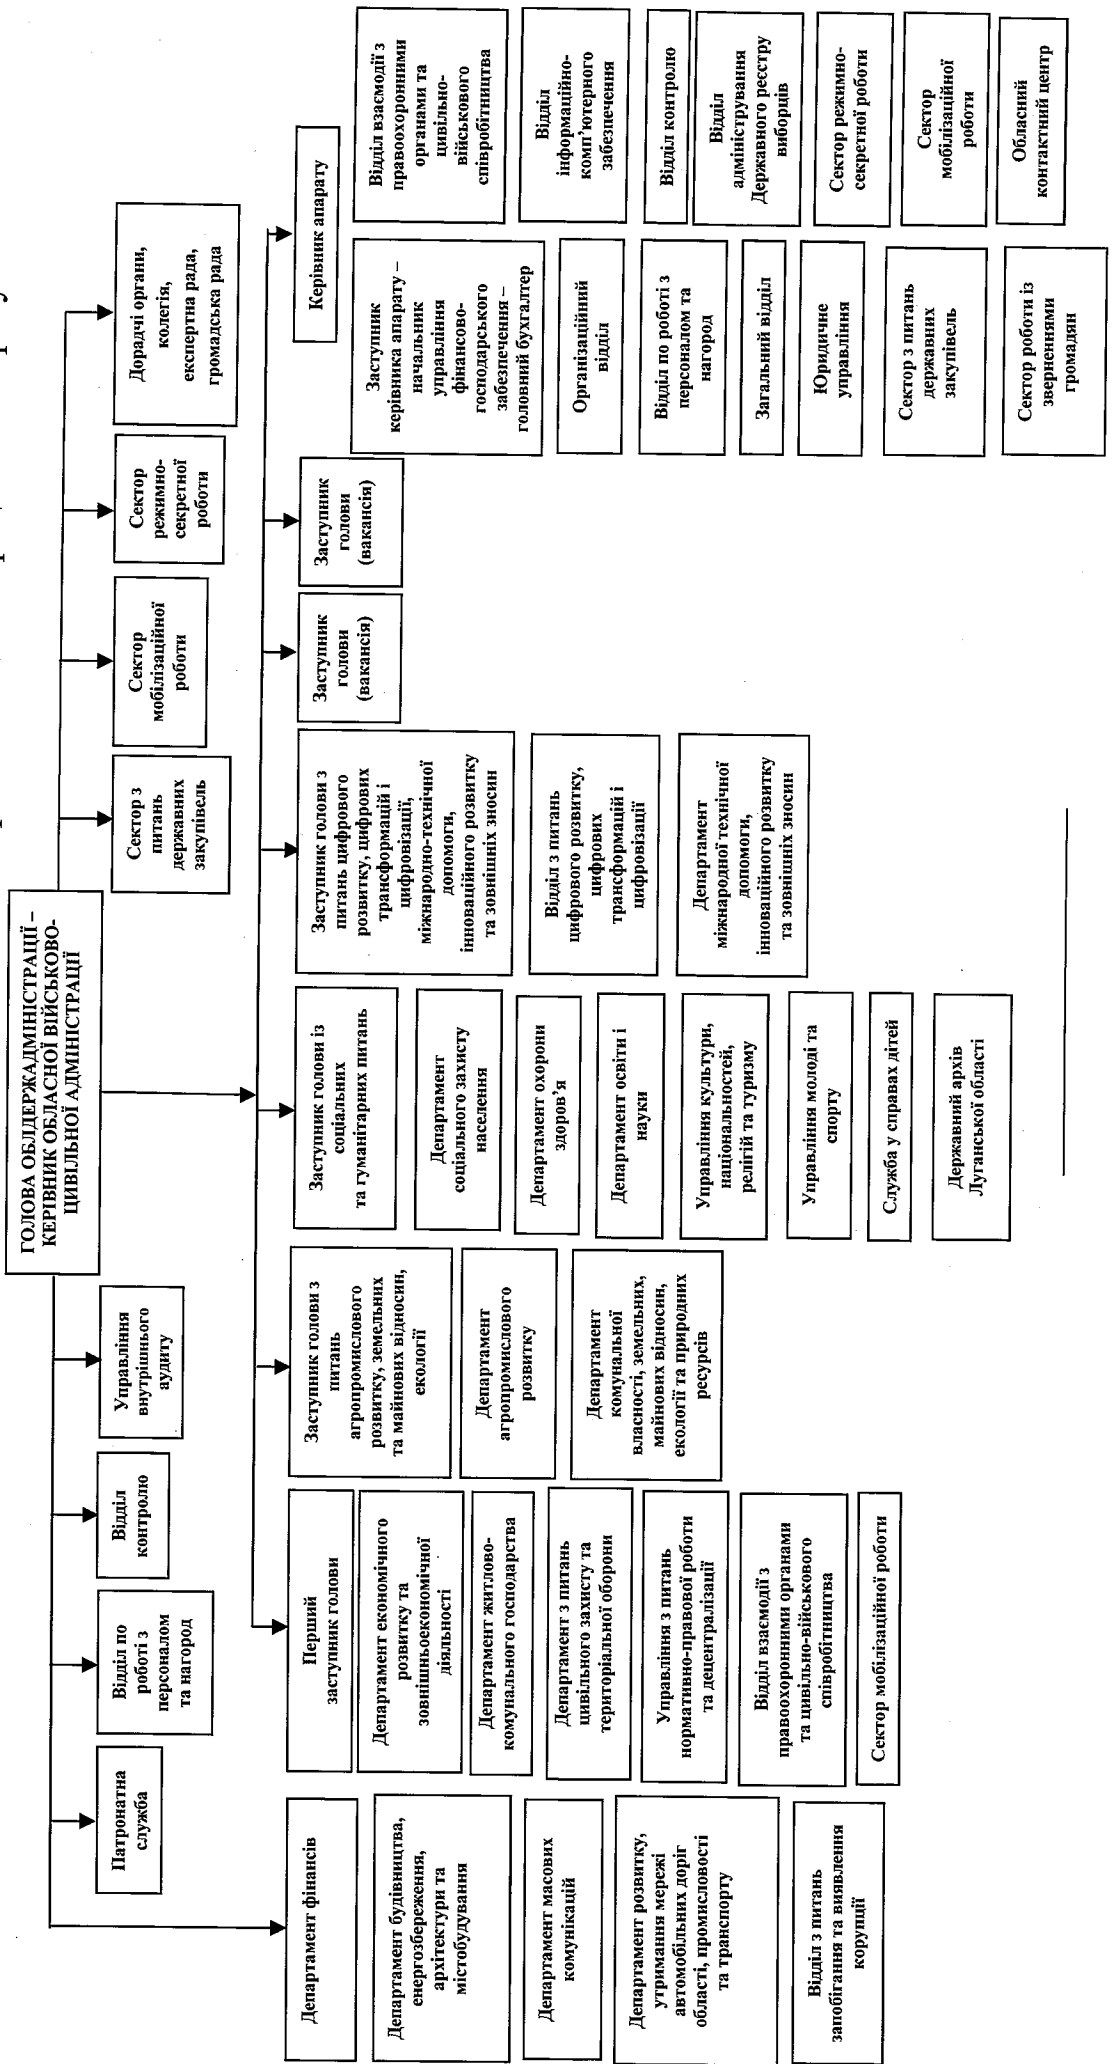 ГОЛОВА ОБЛДЕРЖАДМІНІСТРАЦІЇ –
КЕРІВНИК ОБЛАСНОЇ ВІЙСЬКОВО-
ЦИВІЛЬНОЇ АДМІНІСТРАЦІЇ
Патронатна
служба
Відділ по
роботі з
персоналом
та нагород
Відділ
контролю
Управління
внутрішнього
аудиту
Сектор з
питань
державних
закупівель
Сектор
мобілізаційної
роботи
Сектор
режимно-
секретної
роботи
Дорадчі органи,
колегія,
експертна рада,
громадська рада
Департамент фінансів
Департамент будівництва,
енергозбереження,
архітектури та
містобудування
Департамент масових
комунікацій
Департамент розвитку,
утримання мережі
автомобільних доріг
області, промисловості
та транспорту
Відділ з питань
запобігання та виявлення
корупції
Перший
заступник голови
Департамент економічного
розвитку та
зовнішньоекономічної
діяльності
Департамент житлово-
комунального господарства
Департамент з питань
цивільного захисту та
територіальної оборони
Управління з питань
нормативно-правової роботи
та децентралізації
Відділ взаємодії з
правоохоронними органами
та цивільно-військового
співробітництва
Сектор мобілізаційної роботи
Заступник голови з
питань
агропромислового
розвитку, земельних
та майнових відносин,
екології
Департамент
агропромислового
розвитку
Департамент
комунальної
власності, земельних,
майнових відносин,
екології та природних
ресурсів
Заступник голови із
соціальних
та гуманітарних питань
Департамент
соціального захисту
населення
Департамент охорони
здоров'я
Департамент освіти і
науки
Управління культури,
національностей,
релігій та туризму
Управління молоді та
спорту
Служба у справах дітей
Державний архів
Луганської області
Заступник голови з
питань цифрового
розвитку, цифрових
трансформацій і
цифровізації,
міжнародно-технічної
допомоги,
інноваційного розвитку
та зовнішніх зносин
Відділ з питань
цифрового розвитку,
цифрових
трансформацій і
цифровізації
Департамент
міжнародної технічної
допомоги,
інноваційного розвитку
та зовнішніх зносин
Заступник
голови
(вакансія)
Заступник
голови
(вакансія)
Керівник апарату
Заступник
керівника апарату –
начальник
управління
фінансово-
господарського
забезпечення –
головний бухгалтер
Організаційний
відділ
Відділ по роботі з
персоналом та
нагород
Загальний відділ
Юридичне
управління
Сектор з питань
державних
закупівель
Сектор роботи із
зверненнями
громадян
Відділ взаємодії з
правоохоронними
органами та
цивільно-
військового
співробітництва
Відділ
інформаційно-
комп'ютерного
забезпечення
Відділ контролю
Відділ
адміністрування
Державного реєстру
виборців
Сектор режимно-
секретної роботи
Сектор
мобілізаційної
роботи
Обласний
контактний центр